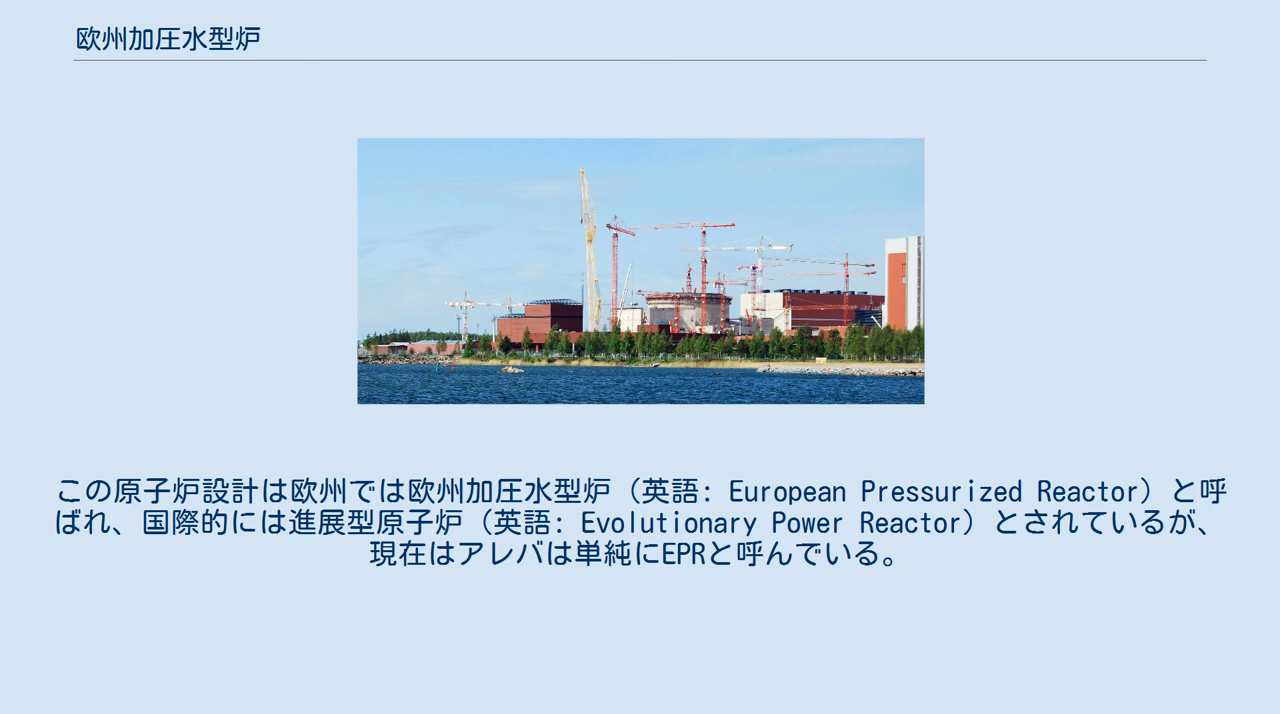 欧州加圧水型炉
この原子炉設計は欧州では欧州加圧水型炉（英語: European Pressurized Reactor）と呼
ばれ、国際的には進展型原子炉（英語: Evolutionary Power Reactor）とされているが、
現在はアレバは単純にEPRと呼んでいる。